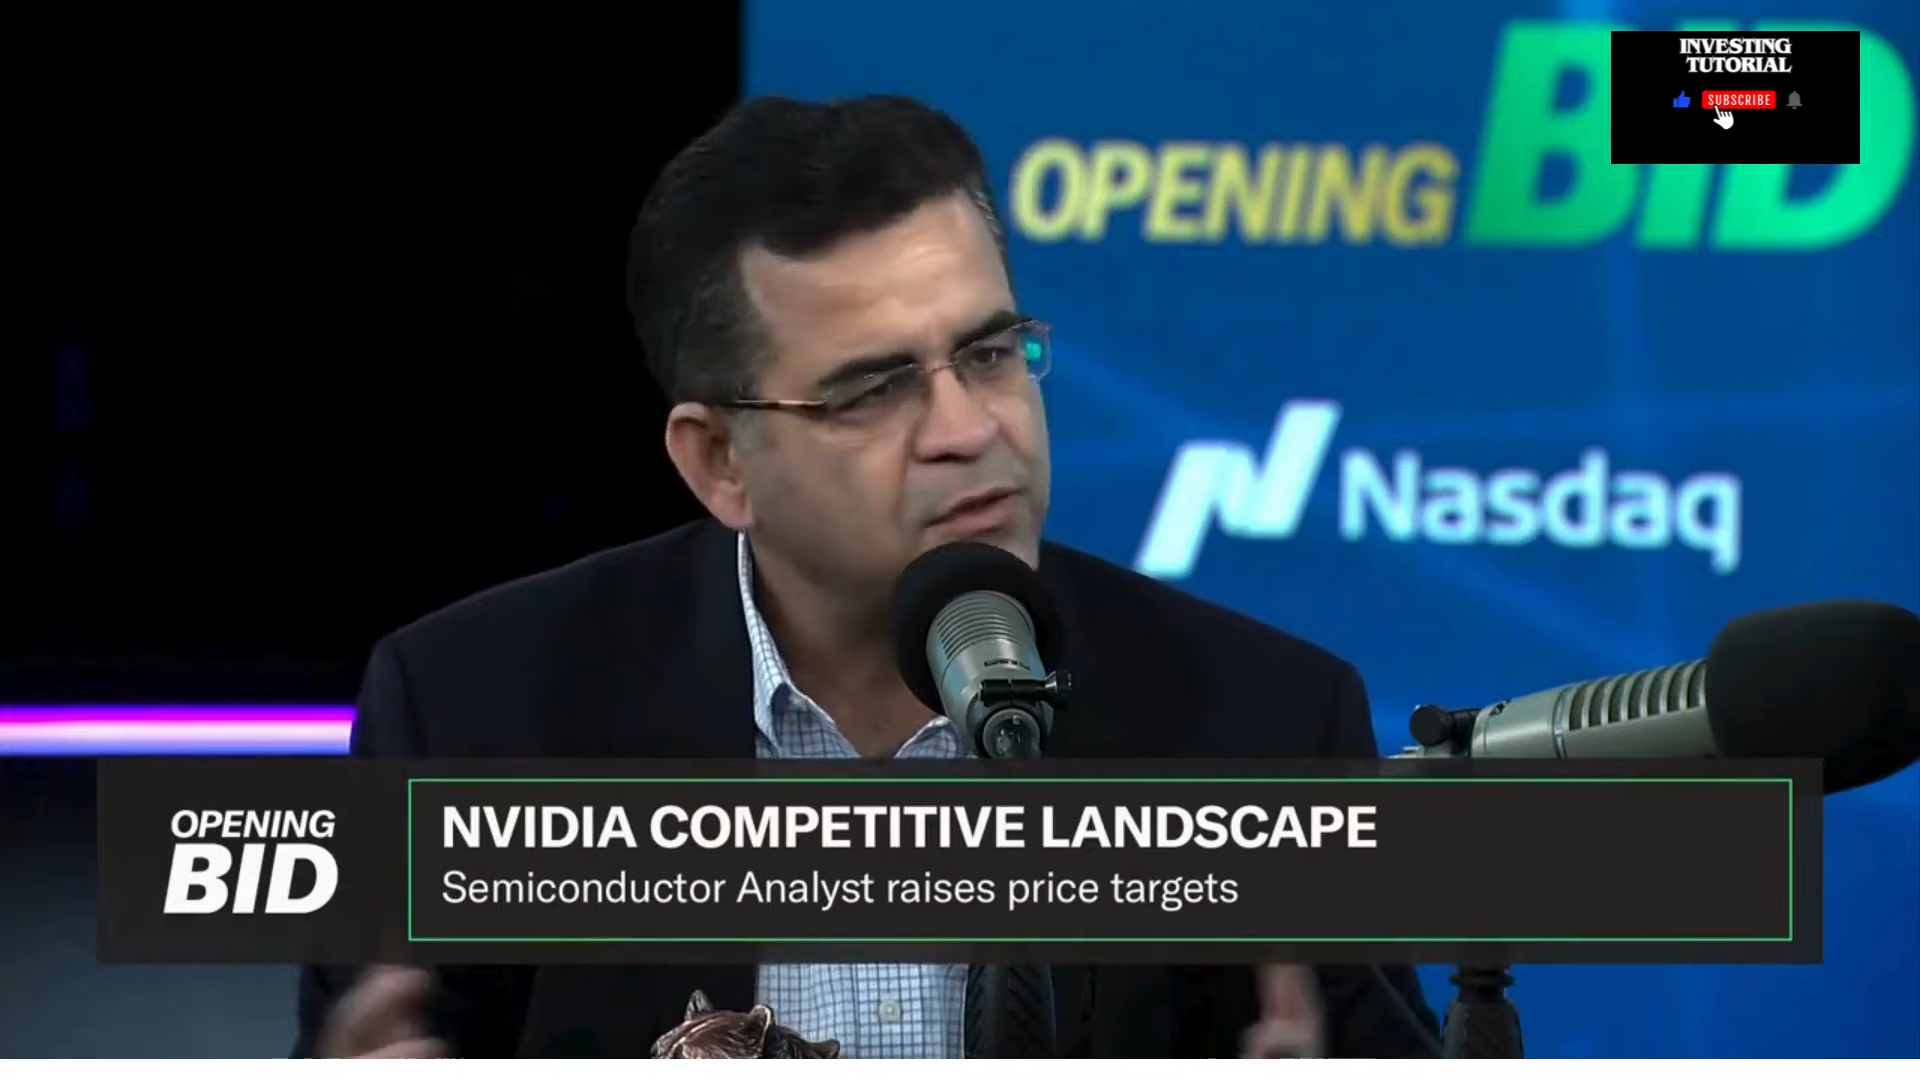 INVESTING
TUTORIAL
SUBSCRIBE
OPENING BID
Nasdaq
OPENING
BID
NVIDIA COMPETITIVE LANDSCAPE
Semiconductor Analyst raises price targets